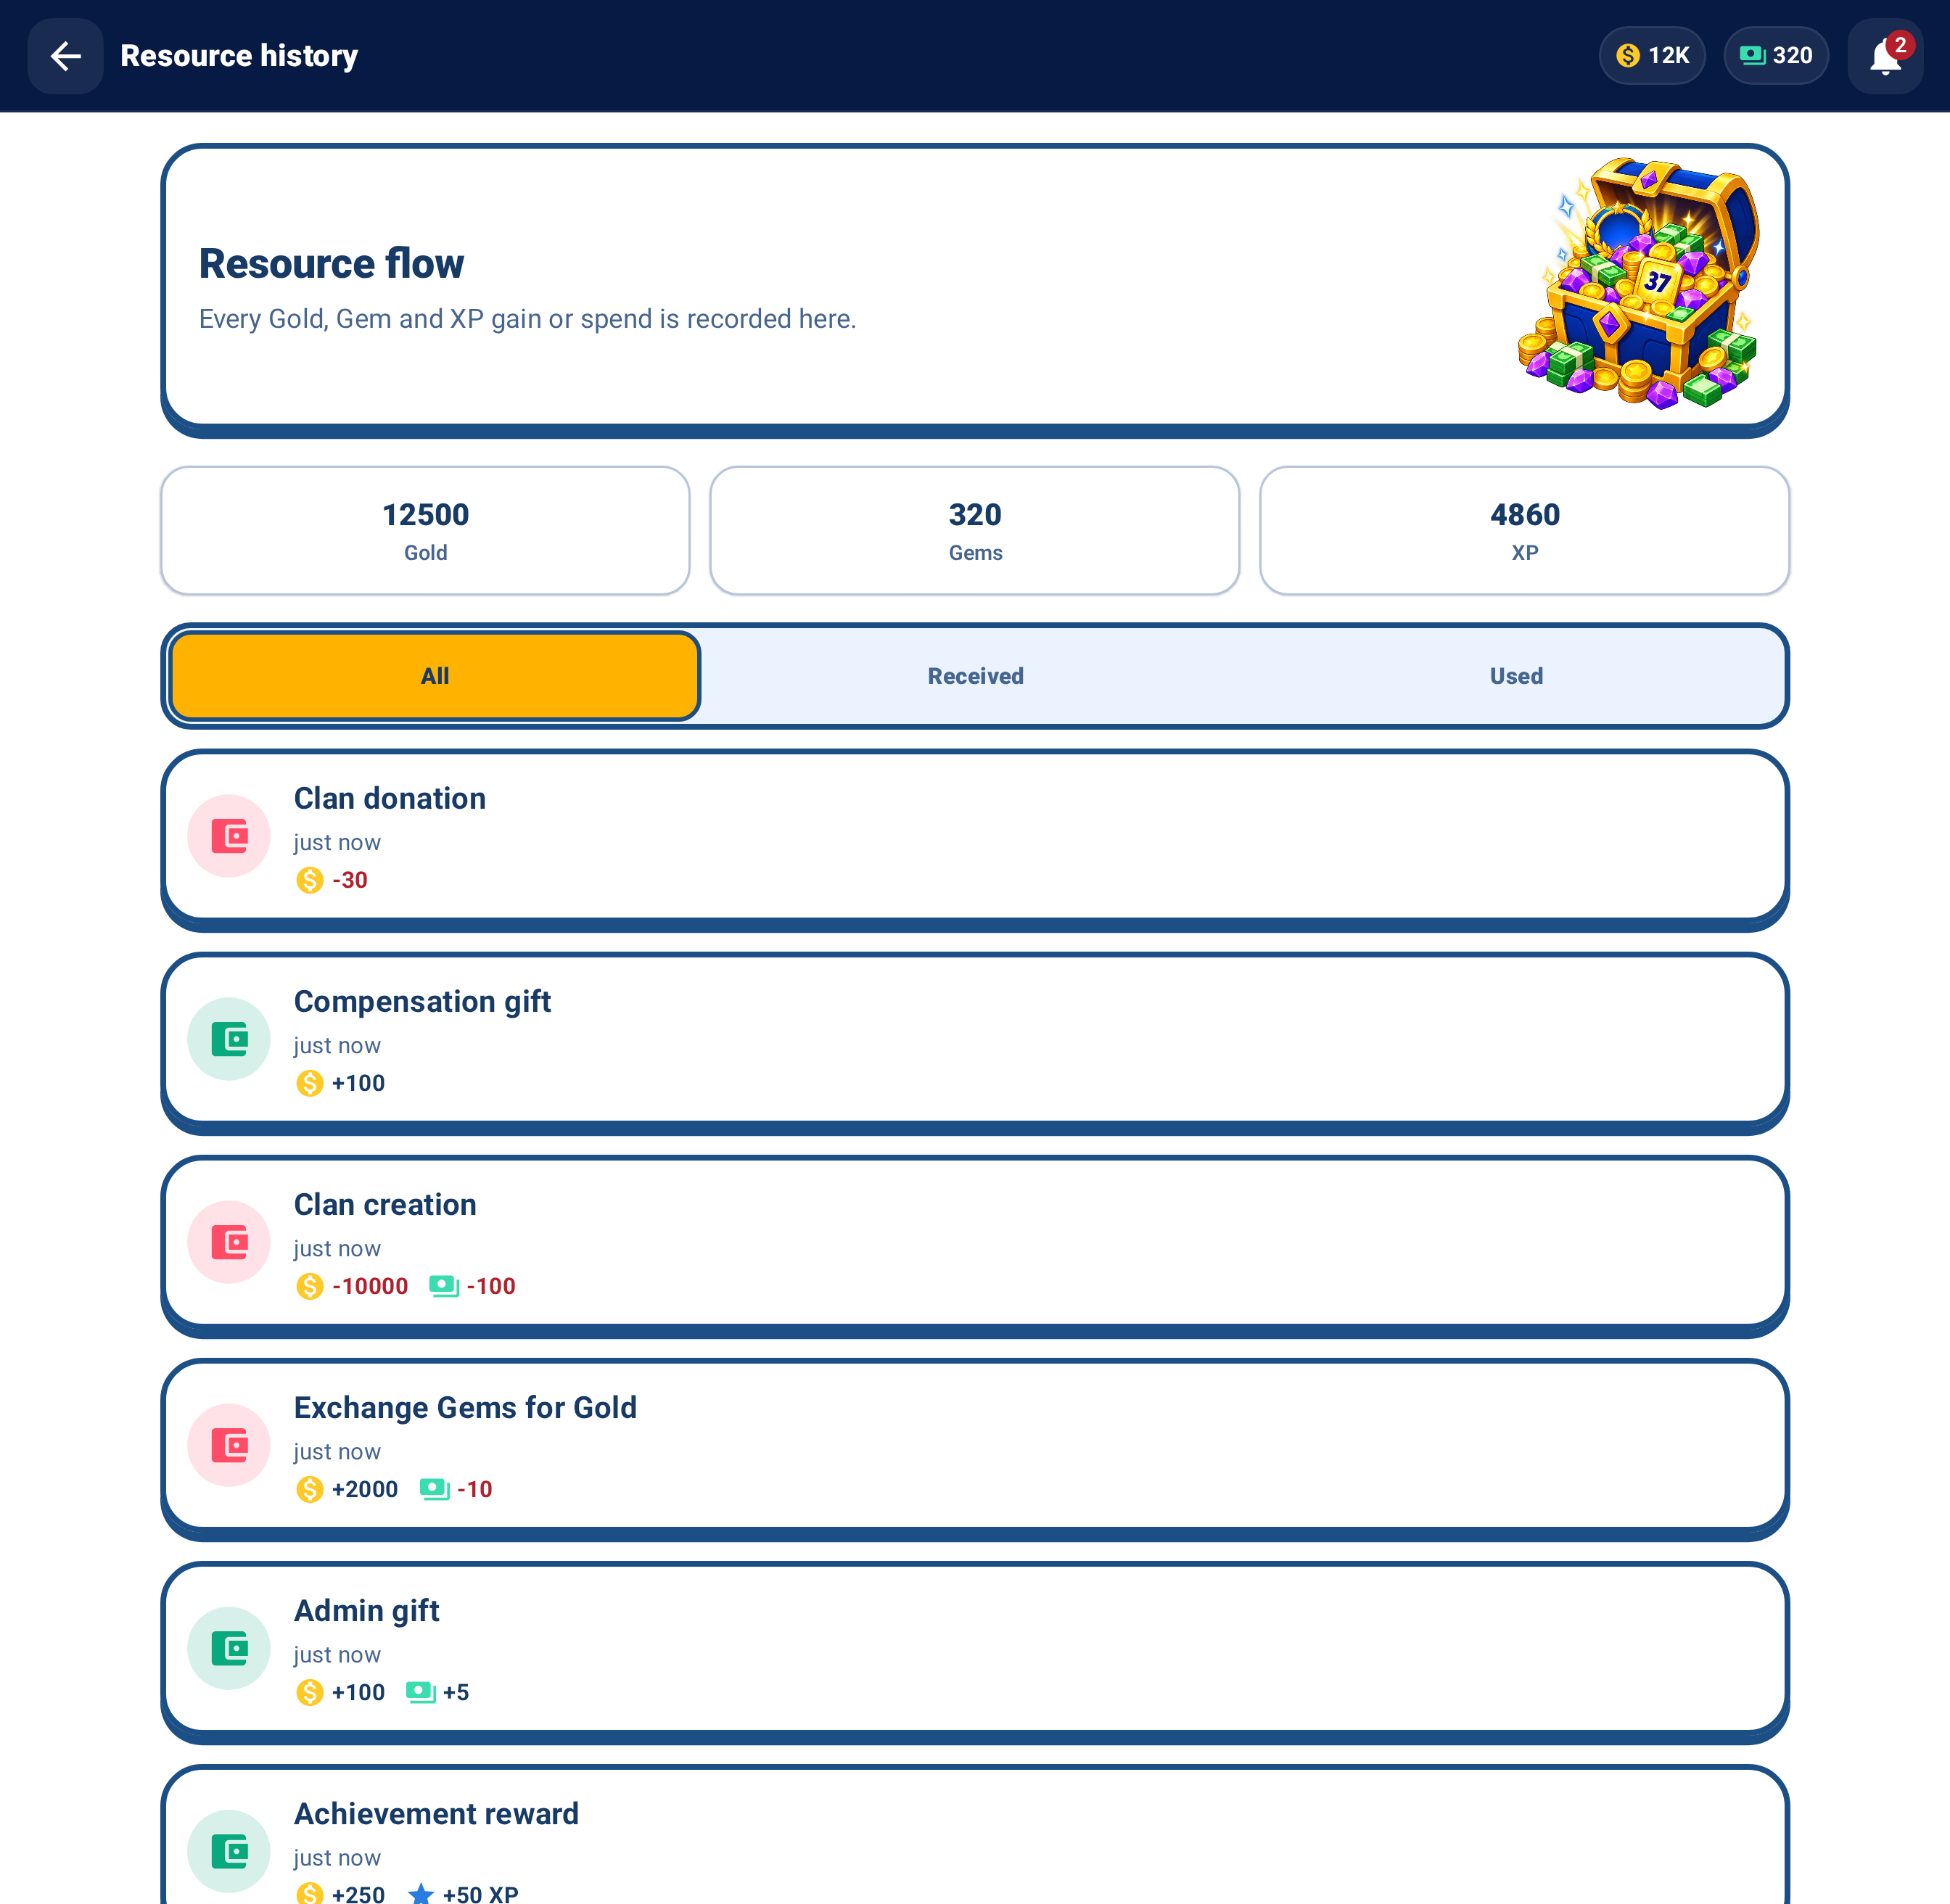 Resource history
12K
320
2
Resource flow
Every Gold, Gem and XP gain or spend is recorded here.
37
12500
Gold
320
Gems
4860
XP
All
Received
Used
Clan donation
just now
-30
Compensation gift
just now
+100
Clan creation
just now
-10000 -100
Exchange Gems for Gold
just now
+2000 -10
Admin gift
just now
+100 +5
Achievement reward
just now
+250 +50 XP